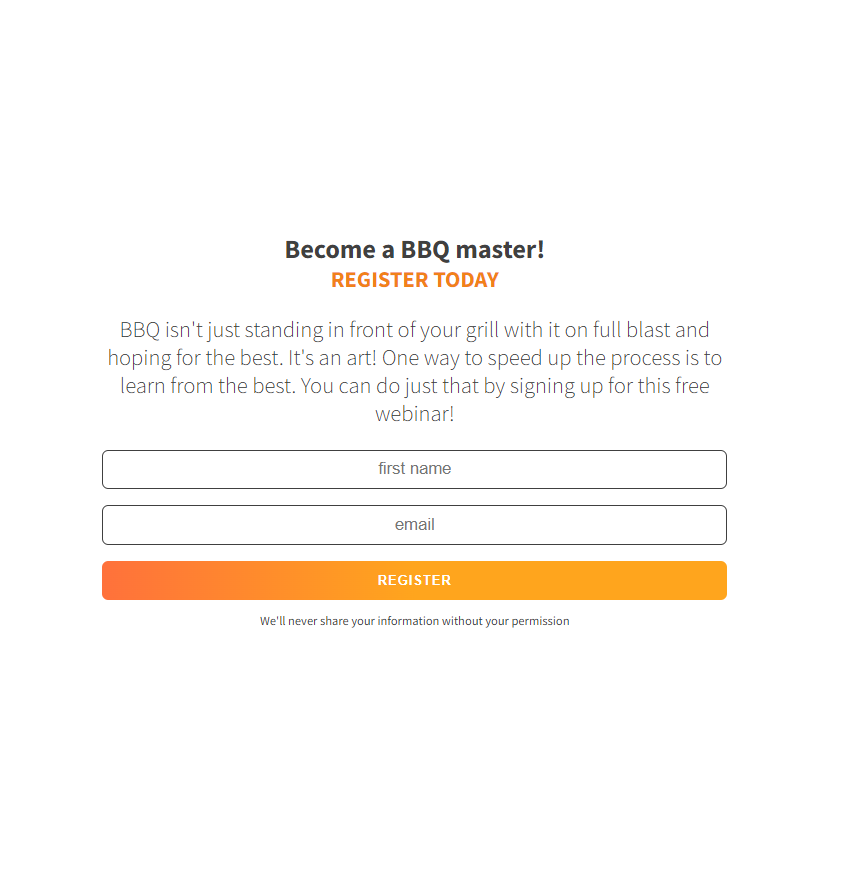 Become a BBQ master!
REGISTER TODAY
BBQ isn't just standing in front of your grill with it on full blast and
hoping for the best. It's an art! One way to speed up the process is to
learn from the best. You can do just that by signing up for this free
webinar!
first name
email
REGISTER
We'll never share your information without your permission